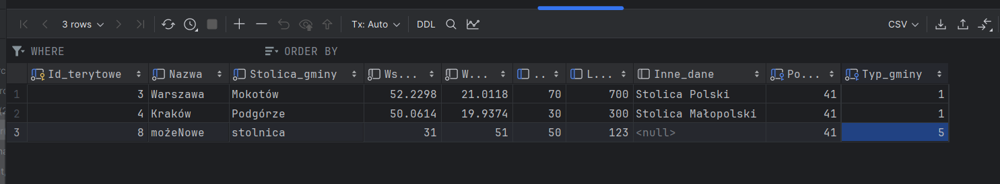 3 rows Tx: Auto DDL CSV
WHERE ORDER BY
Id_terytowe Nazwa Stolica_gminy Ws... W... .. L... Inne_dane Po... Typ_gminy
1 3 Warszawa Mokotów 52.2298 21.0118 70 700 Stolica Polski 41 1
2 4 Kraków Podgórze 50.0614 19.9374 30 300 Stolica Małopolski 41 1
3 8 możeNowe stolnica 31 51 50 123 <null> 41 5